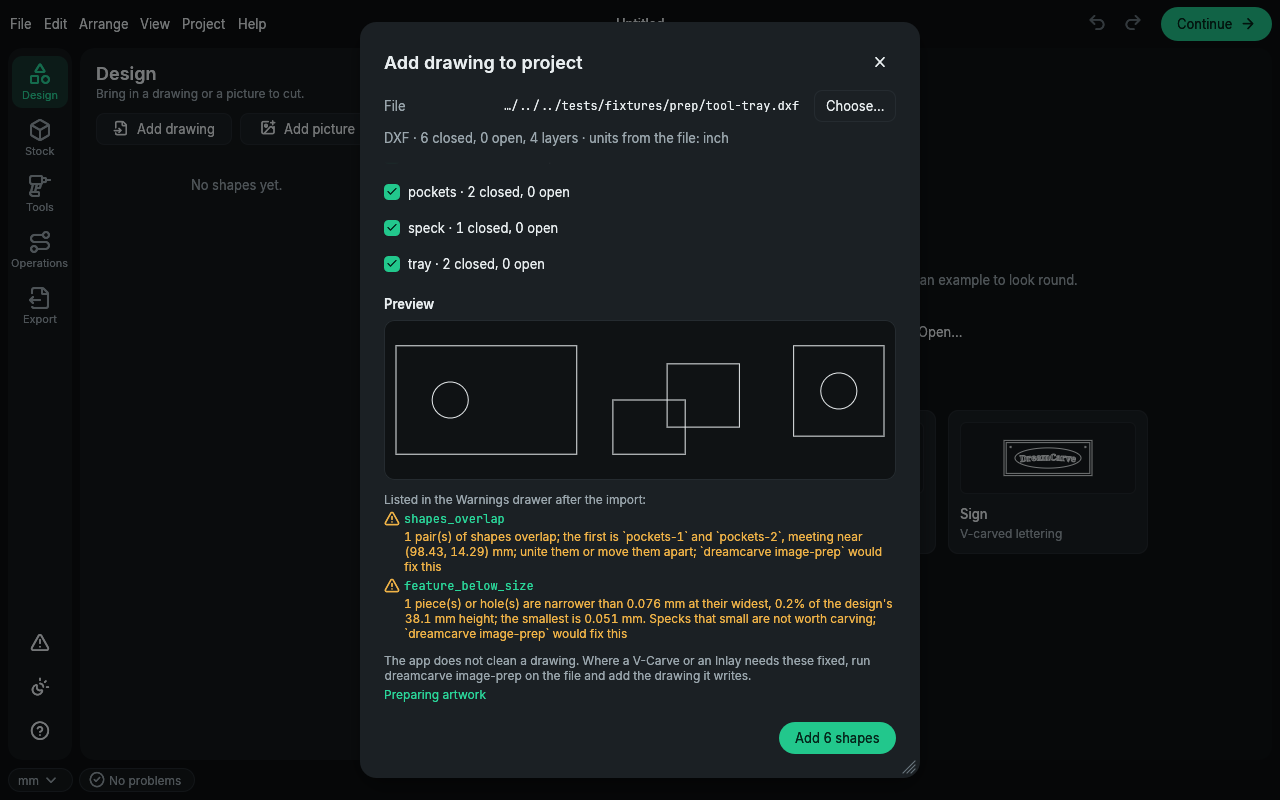 File Edit Arrange View Project Help
Continue
Design
Stock
Tools
Operations
Export
Design
Bring in a drawing or a picture to cut.
Add drawing
Add picture
No shapes yet.
Add drawing to project
File
…/../../tests/fixtures/prep/tool-tray.dxf
Choose...
DXF · 6 closed, 0 open, 4 layers · units from the file: inch
pockets · 2 closed, 0 open
speck · 1 closed, 0 open
tray · 2 closed, 0 open
Preview
Listed in the Warnings drawer after the import:
shapes_overlap
1 pair(s) of shapes overlap; the first is `pockets-1` and `pockets-2`, meeting near
(98.43, 14.29) mm; unite them or move them apart; `dreamcarve image-prep` would
fix this
feature_below_size
1 piece(s) or hole(s) are narrower than 0.076 mm at their widest, 0.2% of the design's
38.1 mm height; the smallest is 0.051 mm. Specks that small are not worth carving;
`dreamcarve image-prep` would fix this
The app does not clean a drawing. Where a V-Carve or an Inlay needs these fixed, run
dreamcarve image-prep on the file and add the drawing it writes.
Preparing artwork
Add 6 shapes
an example to look round.
Open...
DreamCarve
Sign
V-carved lettering
mm
No problems